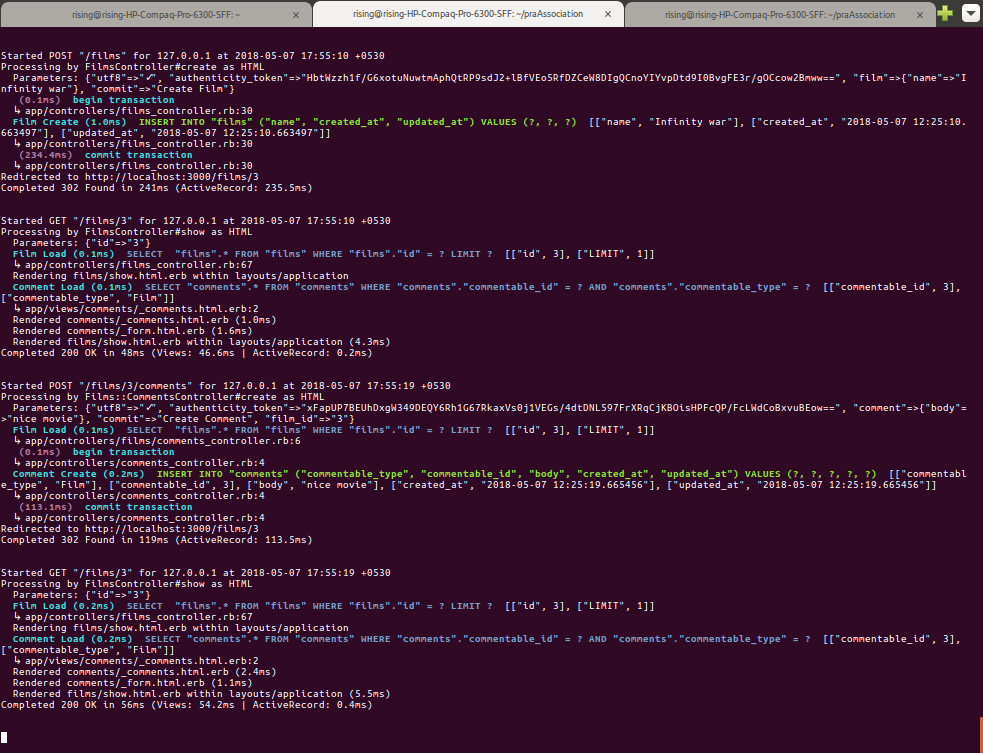 rising@rising-HP-Compaq-Pro-6300-SFF: ~ ×
rising@rising-HP-Compaq-Pro-6300-SFF: ~/praAssociation ×
rising@rising-HP-Compaq-Pro-6300-SFF: ~/praAssociation ×
Started POST "/films" for 127.0.0.1 at 2018-05-07 17:55:10 +0530
Processing by FilmsController#create as HTML
  Parameters: {"utf8"=>"✓", "authenticity_token"=>"HbtWzzh1f/G6xotuNuwtmAphQtRP9sdJ2+lBfVEo5RfDZCeW8DIgQCnoYIYvpDtd9I0BvgFE3r/gOCcow2Bmww==", "film"=>{"name"=>"I
nfinity war"}, "commit"=>"Create Film"}
   (0.1ms)  begin transaction
  ↳ app/controllers/films_controller.rb:30
  Film Create (1.0ms)  INSERT INTO "films" ("name", "created_at", "updated_at") VALUES (?, ?, ?)  [["name", "Infinity war"], ["created_at", "2018-05-07 12:25:10.
663497"], ["updated_at", "2018-05-07 12:25:10.663497"]]
  ↳ app/controllers/films_controller.rb:30
   (234.4ms)  commit transaction
  ↳ app/controllers/films_controller.rb:30
Redirected to http://localhost:3000/films/3
Completed 302 Found in 241ms (ActiveRecord: 235.5ms)
Started GET "/films/3" for 127.0.0.1 at 2018-05-07 17:55:10 +0530
Processing by FilmsController#show as HTML
  Parameters: {"id"=>"3"}
  Film Load (0.1ms)  SELECT  "films".* FROM "films" WHERE "films"."id" = ? LIMIT ?  [["id", 3], ["LIMIT", 1]]
  ↳ app/controllers/films_controller.rb:67
  Rendering films/show.html.erb within layouts/application
  Comment Load (0.1ms)  SELECT "comments".* FROM "comments" WHERE "comments"."commentable_id" = ? AND "comments"."commentable_type" = ?  [["commentable_id", 3],
["commentable_type", "Film"]]
  ↳ app/views/comments/_comments.html.erb:2
  Rendered comments/_comments.html.erb (1.0ms)
  Rendered comments/_form.html.erb (1.6ms)
  Rendered films/show.html.erb within layouts/application (4.3ms)
Completed 200 OK in 48ms (Views: 46.6ms | ActiveRecord: 0.2ms)
Started POST "/films/3/comments" for 127.0.0.1 at 2018-05-07 17:55:19 +0530
Processing by Films::CommentsController#create as HTML
  Parameters: {"utf8"=>"✓", "authenticity_token"=>"xFapUP7BEUhDxgW349DEQY6Rh1G67RkaxVs0j1VEGs/4dtDNL597FrXRqCjKBOisHPFcQP/FcLWdCoBxvuBEow==", "comment"=>{"body"=
>"nice movie"}, "commit"=>"Create Comment", "film_id"=>"3"}
  Film Load (0.1ms)  SELECT  "films".* FROM "films" WHERE "films"."id" = ? LIMIT ?  [["id", 3], ["LIMIT", 1]]
  ↳ app/controllers/films/comments_controller.rb:6
   (0.1ms)  begin transaction
  ↳ app/controllers/comments_controller.rb:4
  Comment Create (0.2ms)  INSERT INTO "comments" ("commentable_type", "commentable_id", "body", "created_at", "updated_at") VALUES (?, ?, ?, ?, ?)  [["commentabl
e_type", "Film"], ["commentable_id", 3], ["body", "nice movie"], ["created_at", "2018-05-07 12:25:19.665456"], ["updated_at", "2018-05-07 12:25:19.665456"]]
  ↳ app/controllers/comments_controller.rb:4
   (113.1ms)  commit transaction
  ↳ app/controllers/comments_controller.rb:4
Redirected to http://localhost:3000/films/3
Completed 302 Found in 119ms (ActiveRecord: 113.5ms)
Started GET "/films/3" for 127.0.0.1 at 2018-05-07 17:55:19 +0530
Processing by FilmsController#show as HTML
  Parameters: {"id"=>"3"}
  Film Load (0.2ms)  SELECT  "films".* FROM "films" WHERE "films"."id" = ? LIMIT ?  [["id", 3], ["LIMIT", 1]]
  ↳ app/controllers/films_controller.rb:67
  Rendering films/show.html.erb within layouts/application
  Comment Load (0.2ms)  SELECT "comments".* FROM "comments" WHERE "comments"."commentable_id" = ? AND "comments"."commentable_type" = ?  [["commentable_id", 3],
["commentable_type", "Film"]]
  ↳ app/views/comments/_comments.html.erb:2
  Rendered comments/_comments.html.erb (2.4ms)
  Rendered comments/_form.html.erb (1.1ms)
  Rendered films/show.html.erb within layouts/application (5.5ms)
Completed 200 OK in 56ms (Views: 54.2ms | ActiveRecord: 0.4ms)